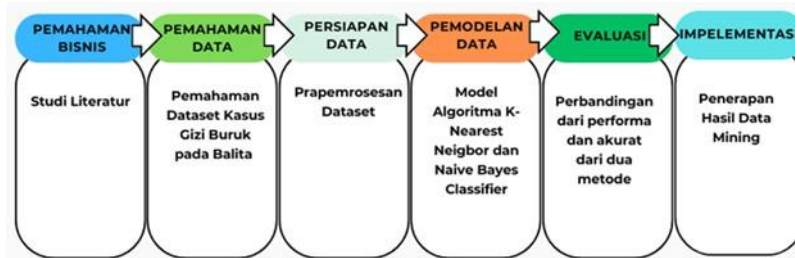 PEMAHAMAN
BISNIS
PEMAHAMAN
DATA
PERSIAPAN
DATA
PEMODELAN
DATA
EVALUASI
IMPELEMENTAS
Studi Literatur
Pemahaman
Dataset Kasus
Gizi Buruk
pada Balita
Prapemrosesan
Dataset
Model
Algoritma K-
Nearest
Neigbor dan
Naive Bayes
Classifier
Perbandingan
dari performa
dan akurat
dari dua
metode
Penerapan
Hasil Data
Mining